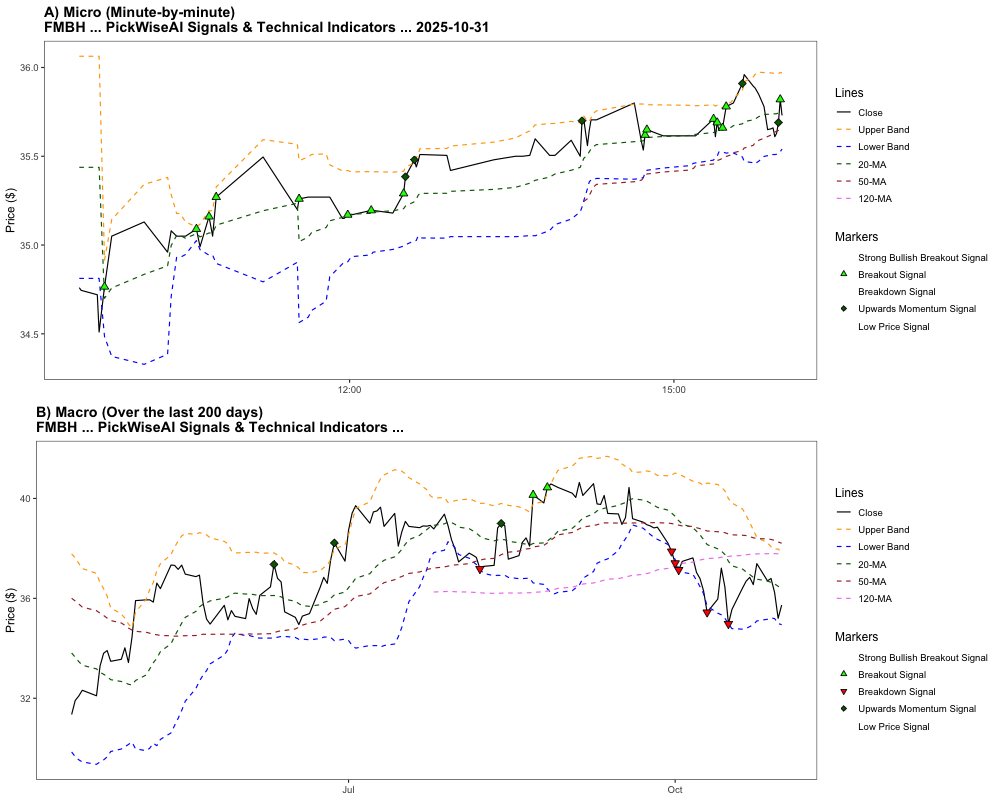 A) Micro (Minute-by-minute)
FMBH ... PickWiseAI Signals & Technical Indicators ... 2025-10-31
Price ($)
36.0
35.5
35.0
34.5
12:00
15:00
Lines
Close
Upper Band
Lower Band
20-MA
50-MA
120-MA
Markers
Strong Bullish Breakout Signal
Breakout Signal
Breakdown Signal
Upwards Momentum Signal
Low Price Signal
B) Macro (Over the last 200 days)
FMBH ... PickWiseAI Signals & Technical Indicators ...
Price ($)
40
36
32
Jul
Oct
Lines
Close
Upper Band
Lower Band
20-MA
50-MA
120-MA
Markers
Strong Bullish Breakout Signal
Breakout Signal
Breakdown Signal
Upwards Momentum Signal
Low Price Signal